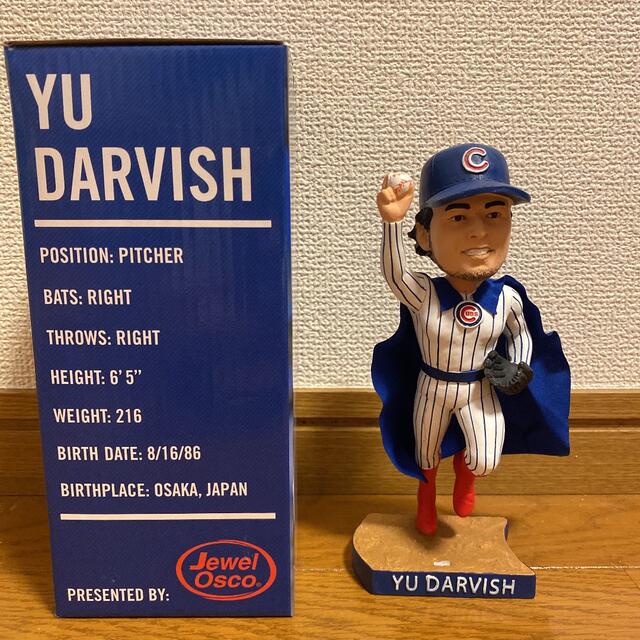 YU
DARVISH
POSITION: PITCHER
BATS: RIGHT
THROWS: RIGHT
HEIGHT: 6' 5"
WEIGHT: 216
BIRTH DATE: 8/16/86
BIRTHPLACE: OSAKA, JAPAN
PRESENTED BY:
Jewel
Osco®
C
CUBS
YU DARVISH